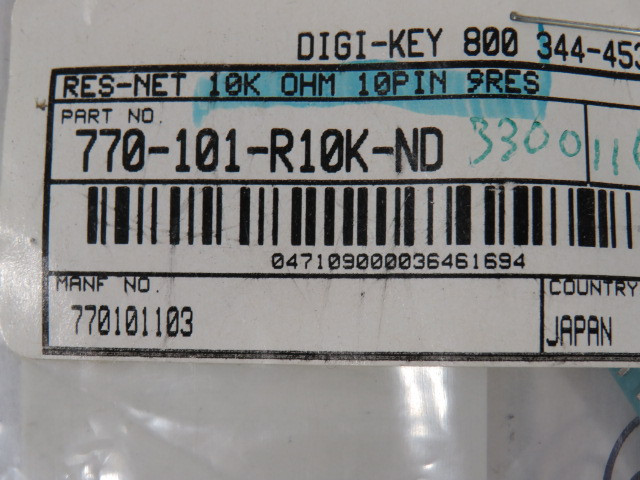 DIGI-KEY 800 344-453
RES-NET 10K OHM 10PIN 9RES
PART NO.
770-101-R10K-ND 3300116
047109000036461694
MANF NO.
COUNTRY
770101103
JAPAN